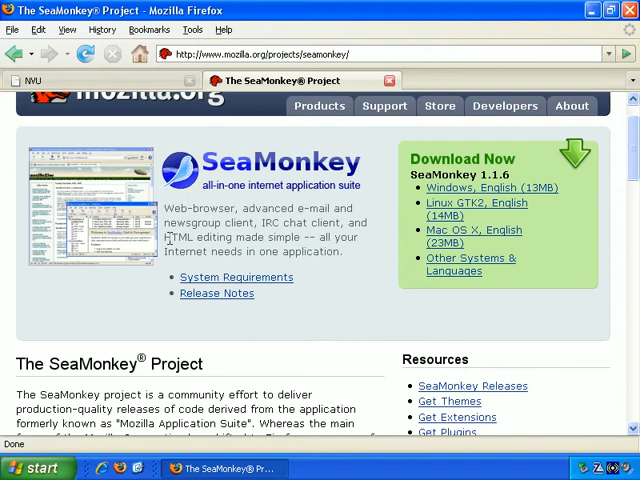 The SeaMonkey® Project - Mozilla Firefox
File Edit View History Bookmarks Tools Help
http://www.mozilla.org/projects/seamonkey/
NVU
The SeaMonkey® Project
mozilla.org
Products Support Store Developers About
SeaMonkey
all-in-one internet application suite
Web-browser, advanced e-mail and
newsgroup client, IRC chat client, and
HTML editing made simple -- all your
Internet needs in one application.
System Requirements
Release Notes
Download Now
SeaMonkey 1.1.6
Windows, English (13MB)
Linux GTK2, English
(14MB)
Mac OS X, English
(23MB)
Other Systems &
Languages
The SeaMonkey® Project
The SeaMonkey project is a community effort to deliver
production-quality releases of code derived from the application
formerly known as "Mozilla Application Suite". Whereas the main
Resources
SeaMonkey Releases
Get Themes
Get Extensions
Get Plugins
Done
start
The SeaMonkey® Pr...